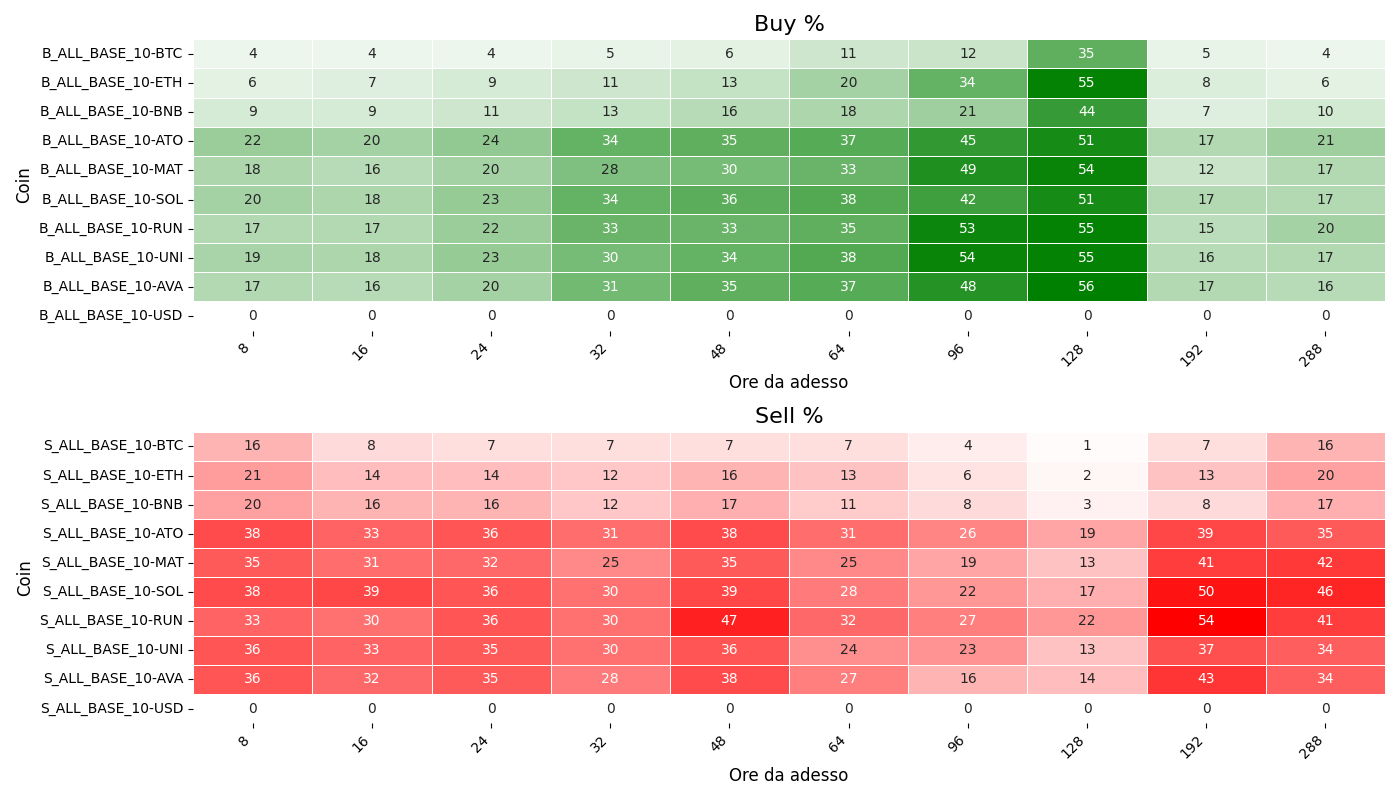 Buy %
Coin
B_ALL_BASE_10-BTC 4 4 4 5 6 11 12 35 5 4
B_ALL_BASE_10-ETH 6 7 9 11 13 20 34 55 8 6
B_ALL_BASE_10-BNB 9 9 11 13 16 18 21 44 7 10
B_ALL_BASE_10-ATO 22 20 24 34 35 37 45 51 17 21
B_ALL_BASE_10-MAT 18 16 20 28 30 33 49 54 12 17
B_ALL_BASE_10-SOL 20 18 23 34 36 38 42 51 17 17
B_ALL_BASE_10-RUN 17 17 22 33 33 35 53 55 15 20
B_ALL_BASE_10-UNI 19 18 23 30 34 38 54 55 16 17
B_ALL_BASE_10-AVA 17 16 20 31 35 37 48 56 17 16
B_ALL_BASE_10-USD 0 0 0 0 0 0 0 0 0 0
8 16 24 32 48 64 96 128 192 288
Ore da adesso
Sell %
Coin
S_ALL_BASE_10-BTC 16 8 7 7 7 7 4 1 7 16
S_ALL_BASE_10-ETH 21 14 14 12 16 13 6 2 13 20
S_ALL_BASE_10-BNB 20 16 16 12 17 11 8 3 8 17
S_ALL_BASE_10-ATO 38 33 36 31 38 31 26 19 39 35
S_ALL_BASE_10-MAT 35 31 32 25 35 25 19 13 41 42
S_ALL_BASE_10-SOL 38 39 36 30 39 28 22 17 50 46
S_ALL_BASE_10-RUN 33 30 36 30 47 32 27 22 54 41
S_ALL_BASE_10-UNI 36 33 35 30 36 24 23 13 37 34
S_ALL_BASE_10-AVA 36 32 35 28 38 27 16 14 43 34
S_ALL_BASE_10-USD 0 0 0 0 0 0 0 0 0 0
8 16 24 32 48 64 96 128 192 288
Ore da adesso